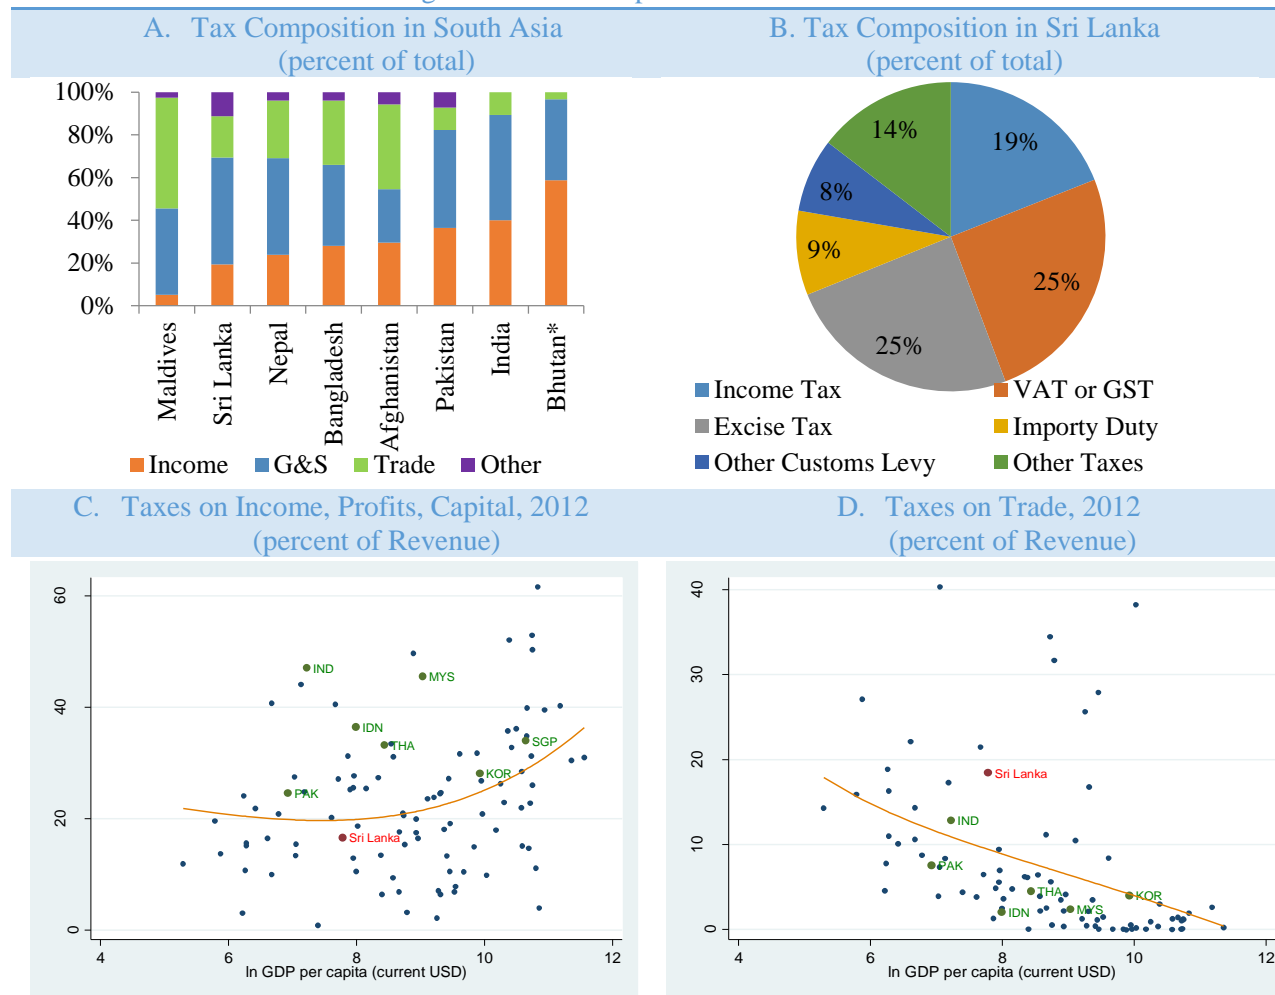 A. Tax Composition in South Asia
(percent of total)
100%
80%
60%
40%
20%
0%
Maldives
Sri Lanka
Nepal
Bangladesh
Afghanistan
Pakistan
India
Bhutan*
Income G&S Trade Other
B. Tax Composition in Sri Lanka
(percent of total)
14%
19%
8%
9%
25%
25%
Income Tax VAT or GST
Excise Tax Importy Duty
Other Customs Levy Other Taxes
C. Taxes on Income, Profits, Capital, 2012
(percent of Revenue)
60
40
20
0
IND
MYS
IDN
THA
SGP
KOR
PAK
Sri Lanka
4 6 8 10 12
ln GDP per capita (current USD)
D. Taxes on Trade, 2012
(percent of Revenue)
40
30
20
10
0
Sri Lanka
IND
PAK
THA
KOR
IDN
MYS
4 6 8 10 12
ln GDP per capita (current USD)